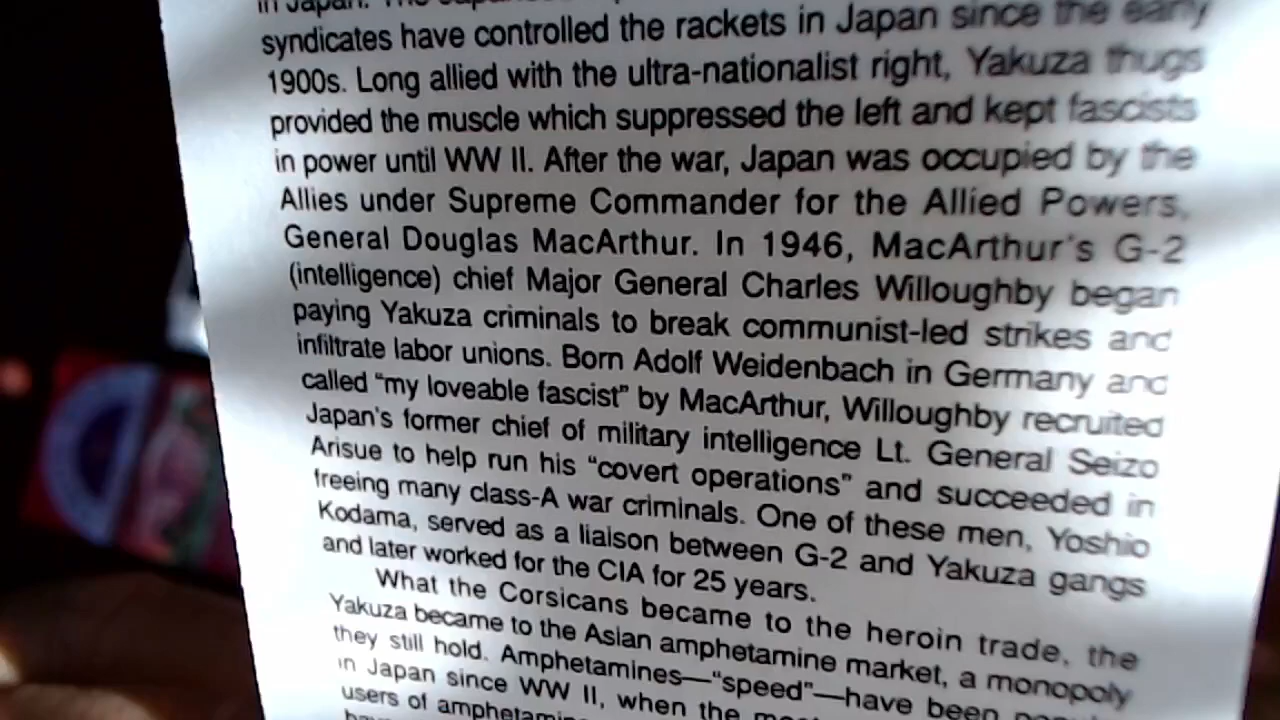 in Japan. The
syndicates have controlled the rackets in Japan since the early
1900s. Long allied with the ultra-nationalist right, Yakuza thugs
provided the muscle which suppressed the left and kept fascists
in power until WW II. After the war, Japan was occupied by the
Allies under Supreme Commander for the Allied Powers,
General Douglas MacArthur. In 1946, MacArthur's G-2
(intelligence) chief Major General Charles Willoughby began
paying Yakuza criminals to break communist-led strikes and
infiltrate labor unions. Born Adolf Weidenbach in Germany and
called “my loveable fascist” by MacArthur, Willoughby recruited
Japan's former chief of military intelligence Lt. General Seizo
Arisue to help run his “covert operations” and succeeded in
freeing many class-A war criminals. One of these men, Yoshio
Kodama, served as a liaison between G-2 and Yakuza gangs
and later worked for the CIA for 25 years.
What the Corsicans became to the heroin trade, the
Yakuza became to the Asian amphetamine market, a monopoly
they still hold. Amphetamines—“speed”—have been
in Japan since WW II, when the
users of